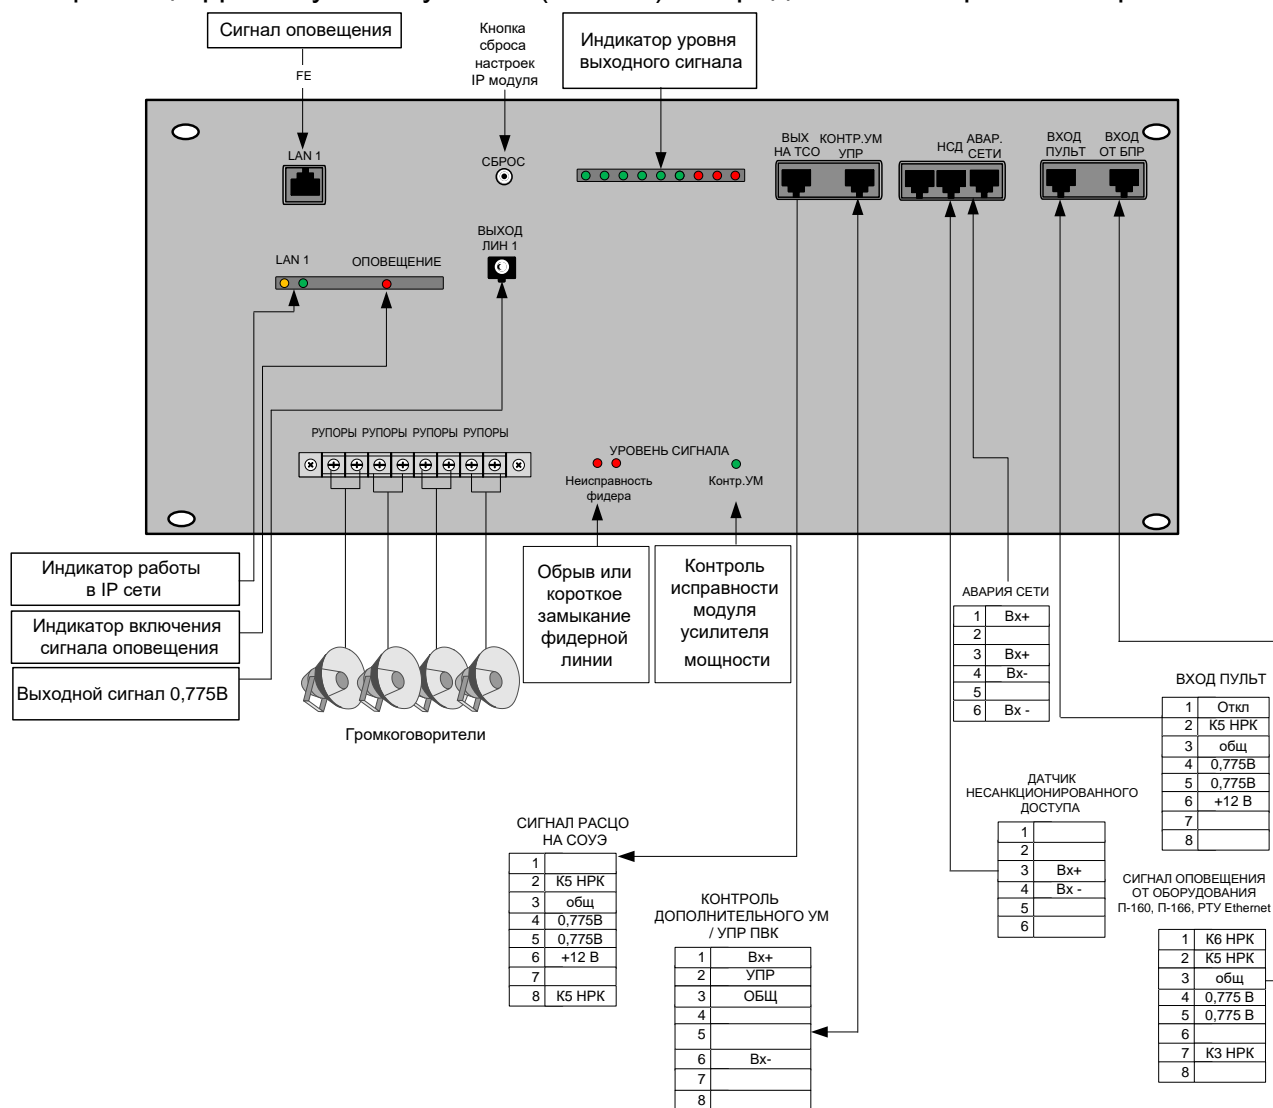 Сигнал оповещения
FE
Кнопка
сброса
настроек
IP модуля
Индикатор уровня
выходного сигнала
LAN 1
СБРОС
ВЫХ
НА ТСО
КОНТР.УМ
УПР
НСД
АВАР.
СЕТИ
ВХОД
ПУЛЬТ
ВХОД
ОТ БПР
LAN 1
ОПОВЕЩЕНИЕ
ВЫХОД
ЛИН 1
РУПОРЫ РУПОРЫ РУПОРЫ РУПОРЫ
УРОВЕНЬ СИГНАЛА
Неисправность
фидера
Контр.УМ
Индикатор работы
в IP сети
Индикатор включения
сигнала оповещения
Выходной сигнал 0,775В
Обрыв или
короткое
замыкание
фидерной
линии
Контроль
исправности
модуля
усилителя
мощности
Громкоговорители
АВАРИЯ СЕТИ
1 Вх+
2
3 Вх+
4 Вх-
5
6 Вх -
ВХОД ПУЛЬТ
1 Откл
2 К5 НРК
3 общ
4 0,775В
5 0,775В
6 +12 В
7
8
ДАТЧИК
НЕСАНКЦИОНИРОВАННОГО
ДОСТУПА
1
2
3 Вх+
4 Вх -
5
6
СИГНАЛ РАСЦО
НА СОУЭ
1
2 К5 НРК
3 общ
4 0,775В
5 0,775В
6 +12 В
7
8 К5 НРК
КОНТРОЛЬ
ДОПОЛНИТЕЛЬНОГО УМ
/ УПР ПВК
1 Вх+
2 УПР
3 ОБЩ
4
5
6 Вх-
7
8
СИГНАЛ ОПОВЕЩЕНИЯ
ОТ ОБОРУДОВАНИЯ
П-160, П-166, РТУ Ethernet
1 К6 НРК
2 К5 НРК
3 общ
4 0,775 В
5 0,775 В
6
7 К3 НРК
8